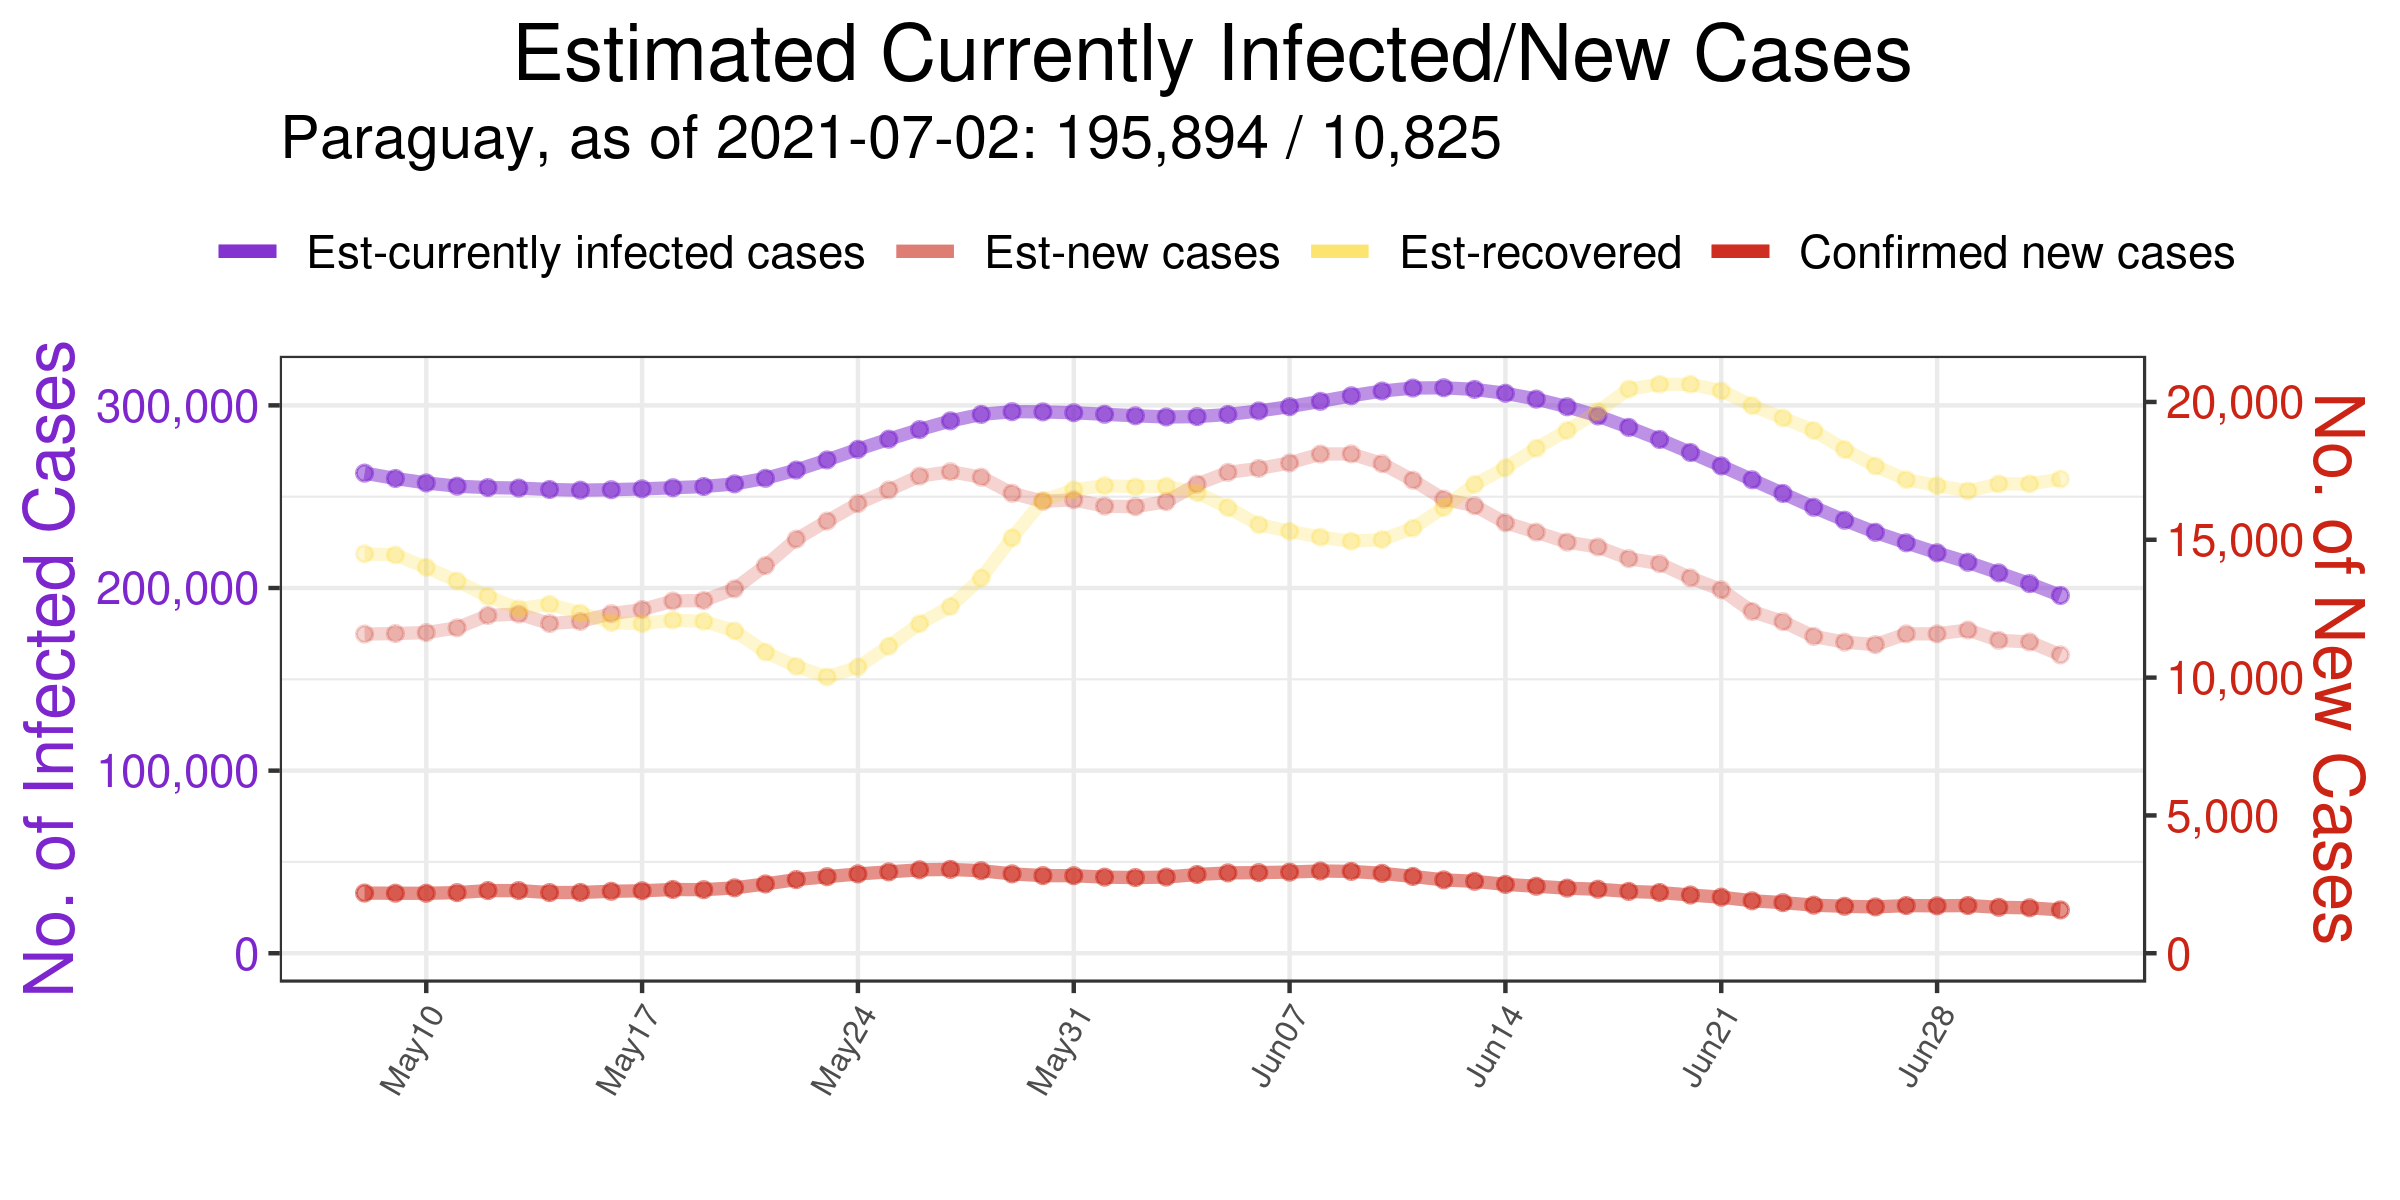 Estimated Currently Infected/New Cases
Paraguay, as of 2021-07-02: 195,894 / 10,825
Est-currently infected cases Est-new cases Est-recovered Confirmed new cases
No. of Infected Cases
300,000
200,000
100,000
0
20,000
15,000
10,000
5,000
0
No. of New Cases
May10 May17 May24 May31 Jun07 Jun14 Jun21 Jun28